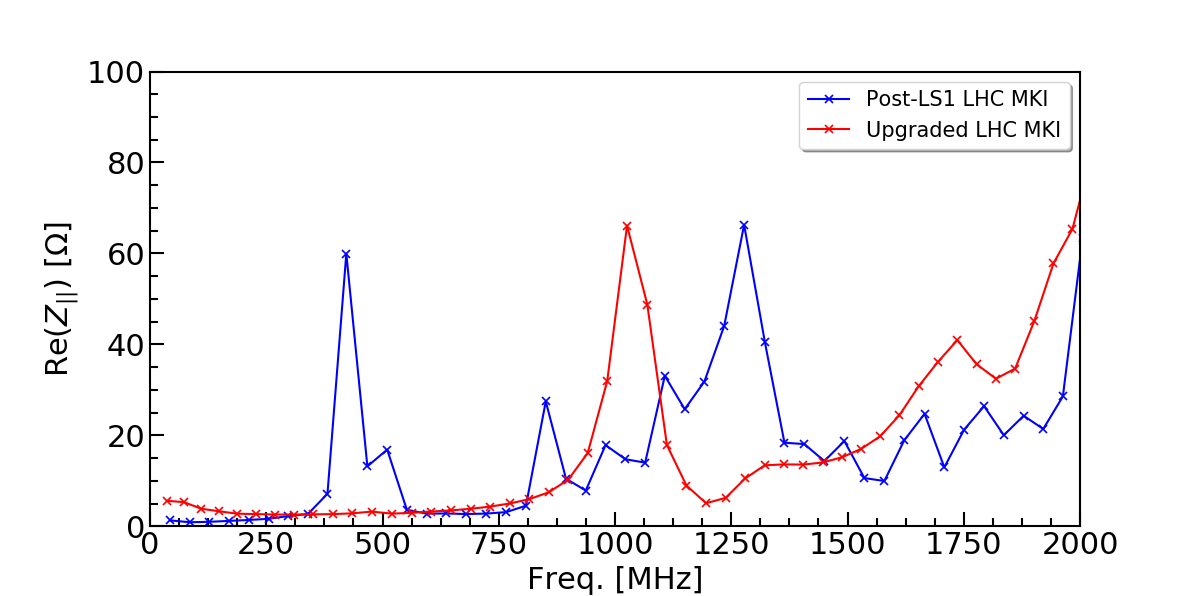 100
80
60
40
20
0
Re(Z||) [Ω]
Post-LS1 LHC MKI
Upgraded LHC MKI
0 250 500 750 1000 1250 1500 1750 2000
Freq. [MHz]